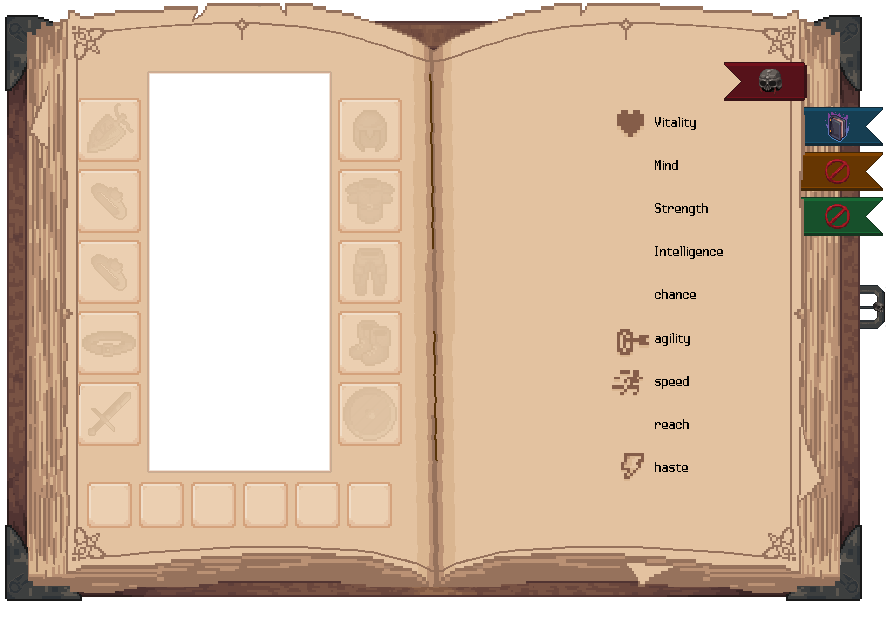 Vitality
Mind
Strength
Intelligence
chance
agility
speed
reach
haste